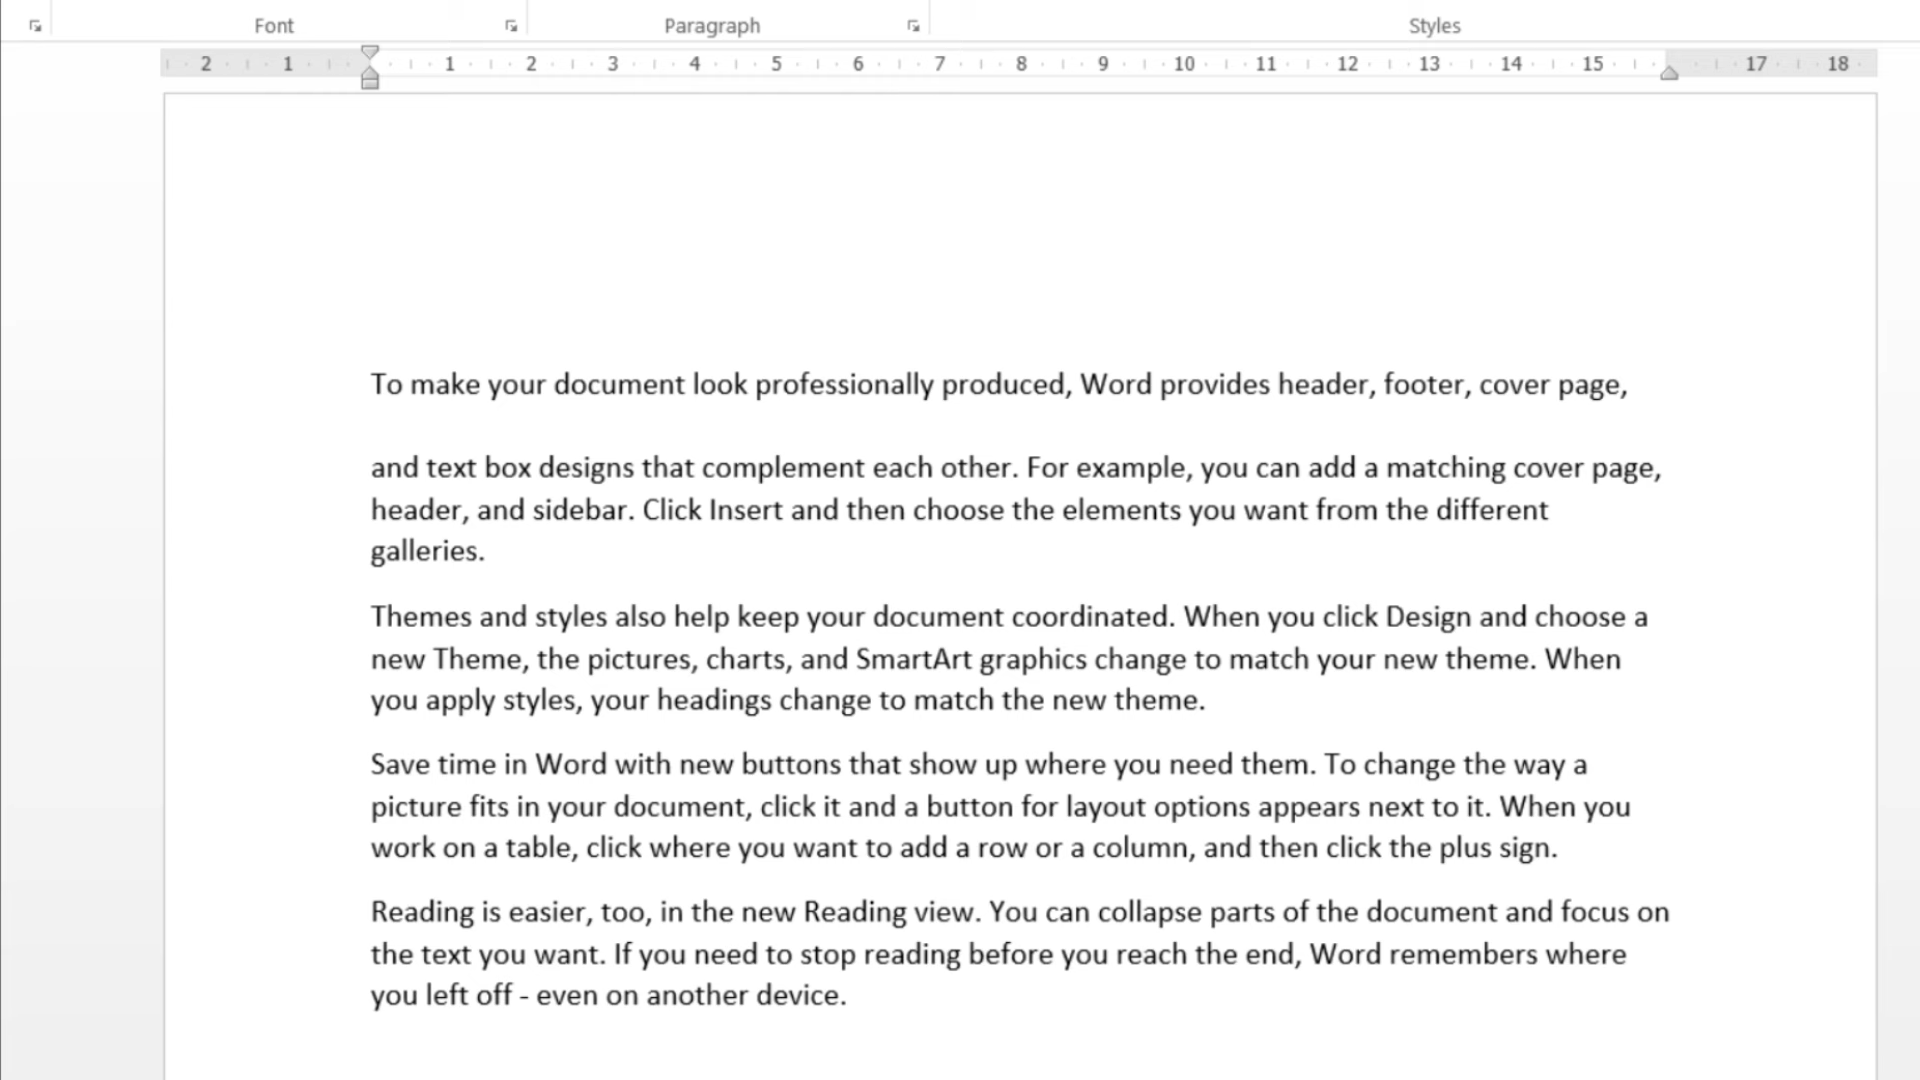 Font Paragraph Styles
2 1 1 2 3 4 5 6 7 8 9 10 11 12 13 14 15 17 18
To make your document look professionally produced, Word provides header, footer, cover page,
and text box designs that complement each other. For example, you can add a matching cover page,
header, and sidebar. Click Insert and then choose the elements you want from the different
galleries.
Themes and styles also help keep your document coordinated. When you click Design and choose a
new Theme, the pictures, charts, and SmartArt graphics change to match your new theme. When
you apply styles, your headings change to match the new theme.
Save time in Word with new buttons that show up where you need them. To change the way a
picture fits in your document, click it and a button for layout options appears next to it. When you
work on a table, click where you want to add a row or a column, and then click the plus sign.
Reading is easier, too, in the new Reading view. You can collapse parts of the document and focus on
the text you want. If you need to stop reading before you reach the end, Word remembers where
you left off - even on another device.